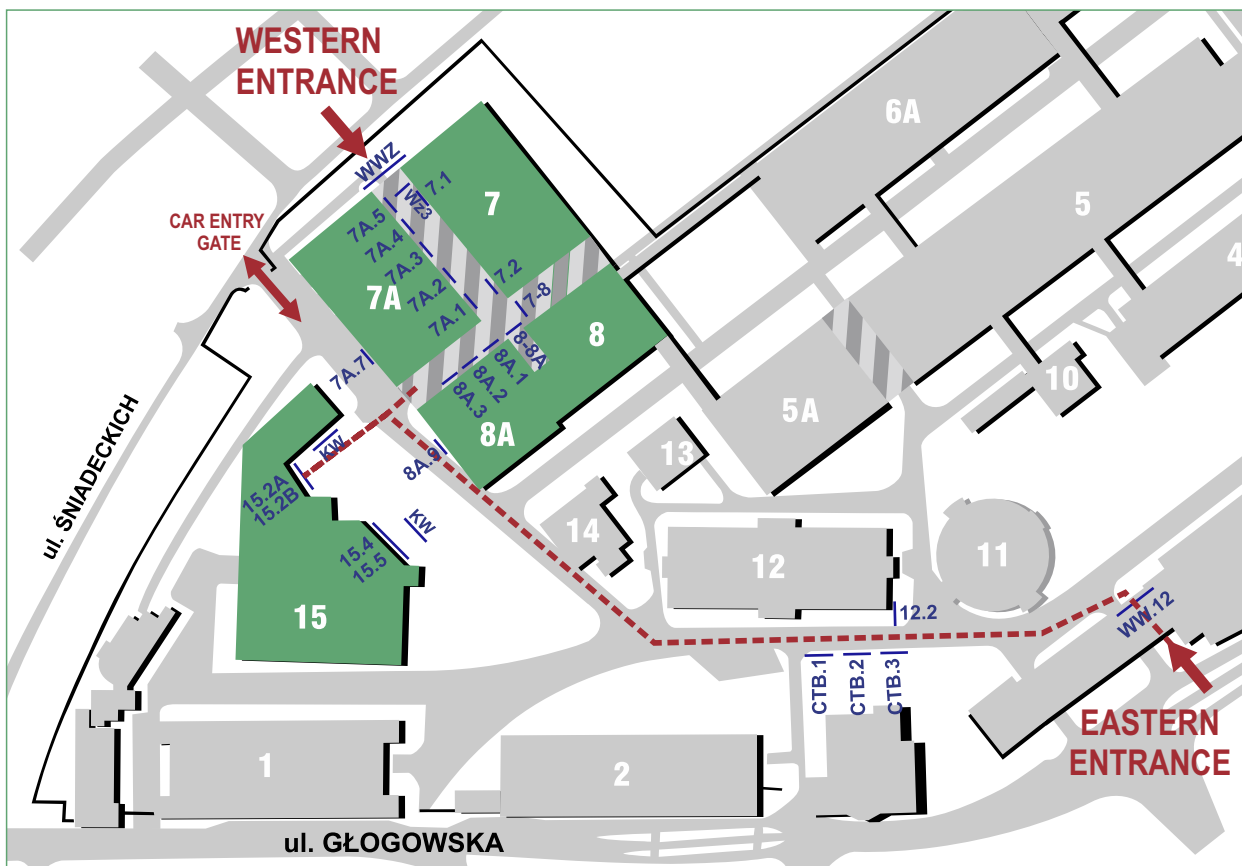 WESTERN
ENTRANCE
6A
WWZ
7.1
Wz3
7
5
CAR ENTRY
GATE
7A.5
7A.4
7A.3
7A.2
7A.1
7A
7.2
7-8
4
8
8-8A
8A.1
8A.2
8A.3
7A.7
10
5A
8A
8A.9
13
KW
15.2A
15.2B
ul. ŚNIADECKICH
14
KW
15.4
15.5
12
11
12.2
WW.12
15
CTB.1
CTB.2
CTB.3
EASTERN
ENTRANCE
1
2
ul. GŁOGOWSKA